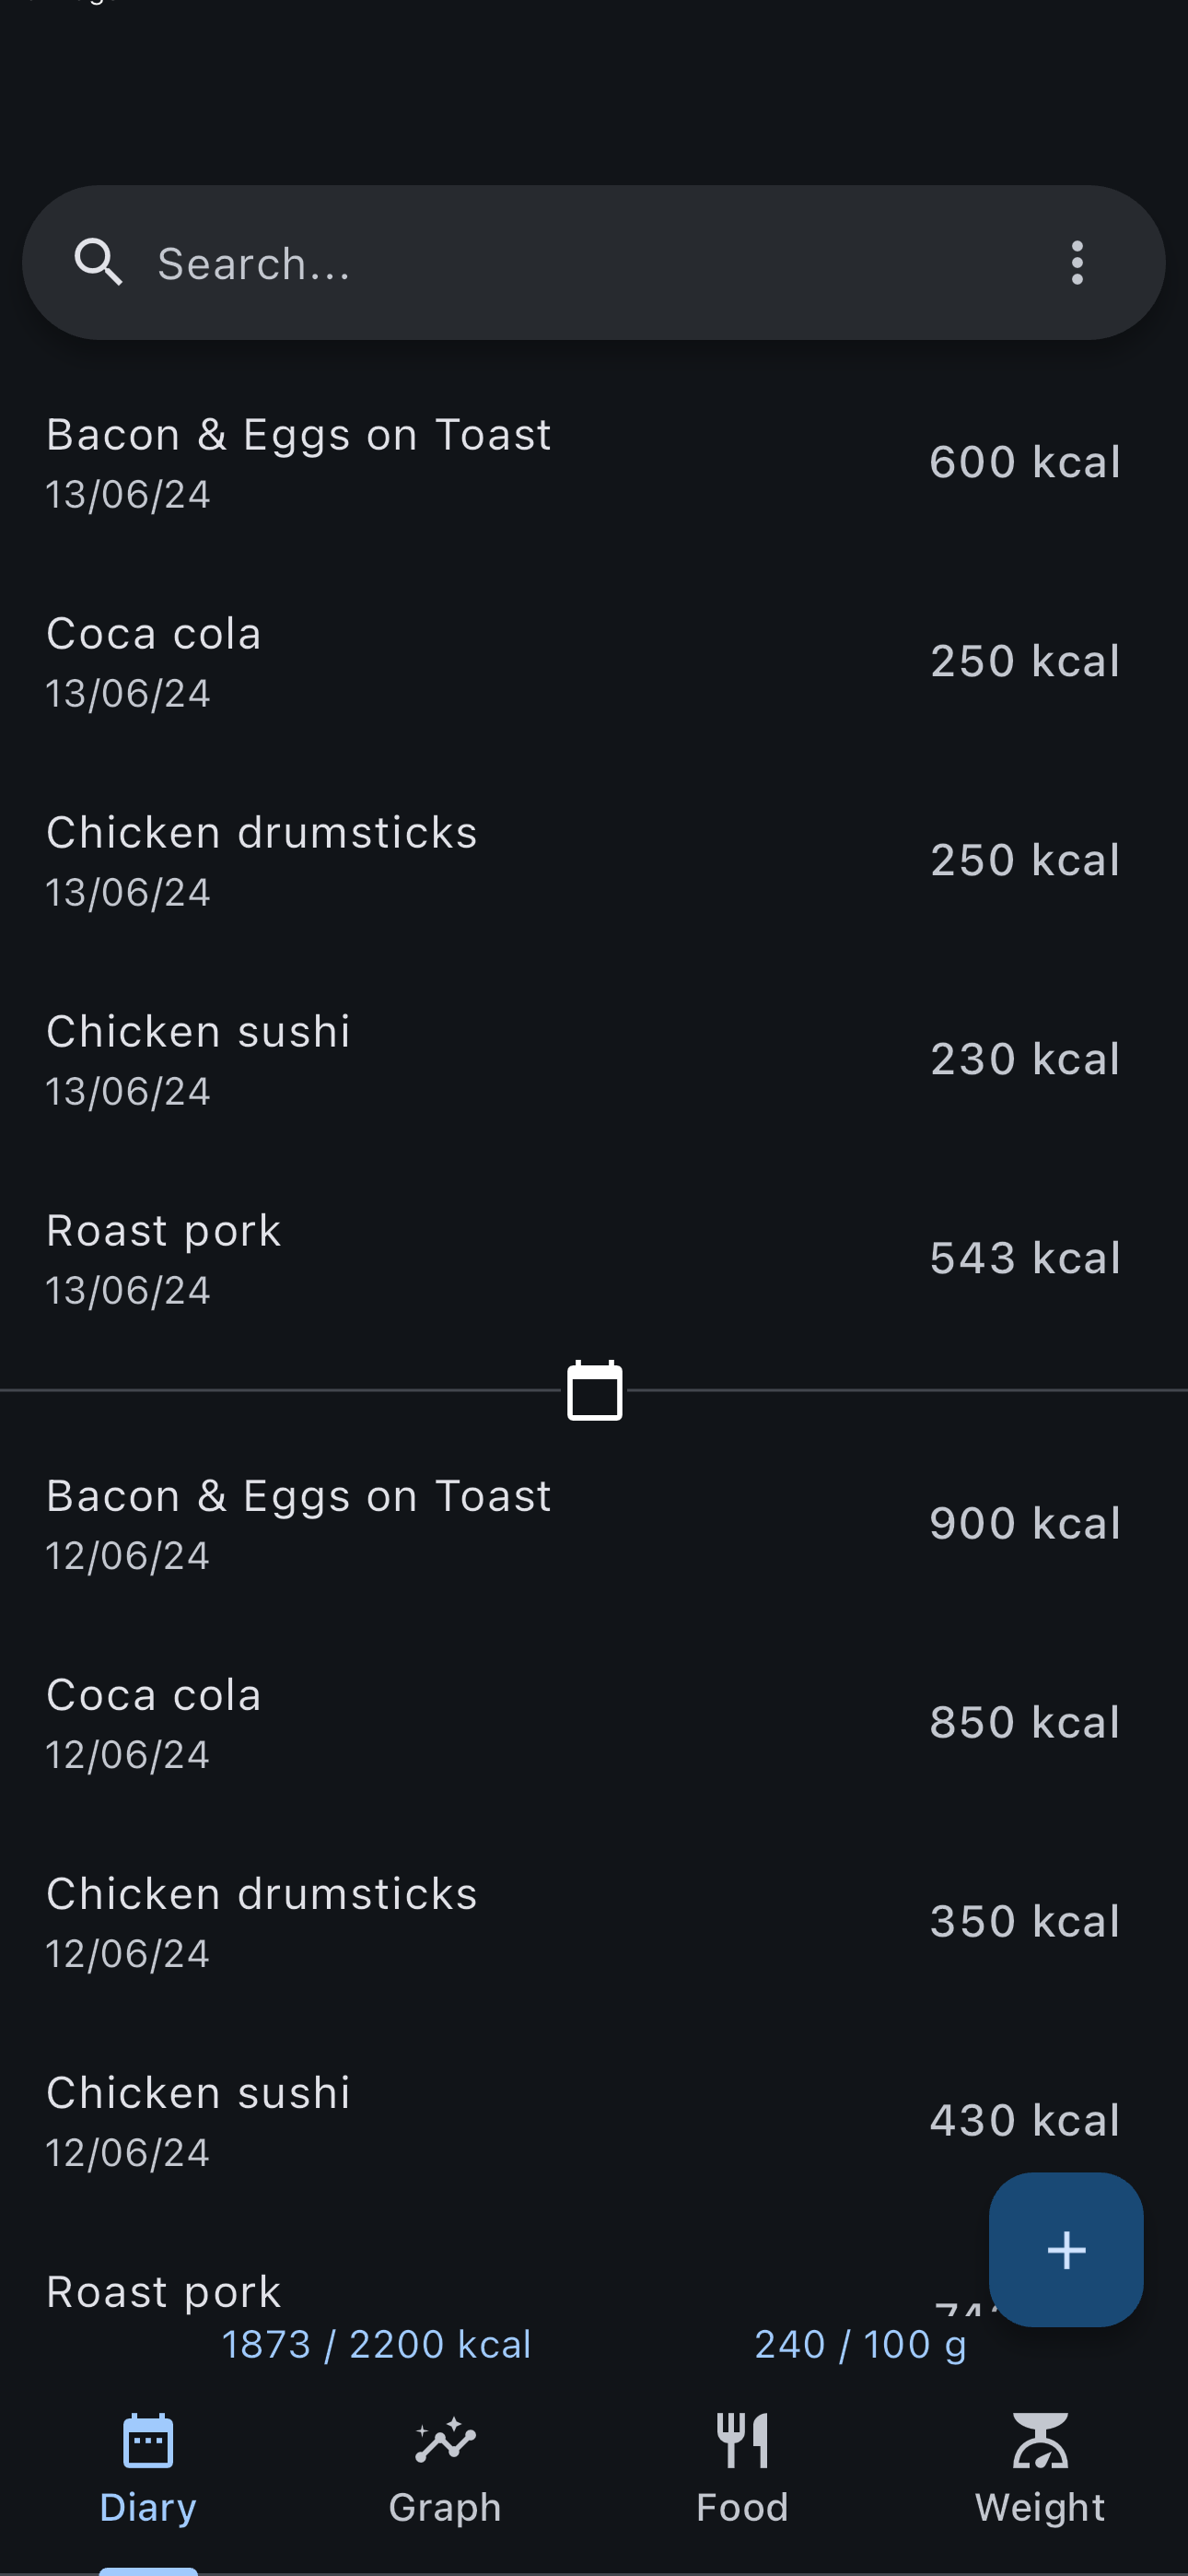 Search...
Bacon & Eggs on Toast
600 kcal
13/06/24
Coca cola
250 kcal
13/06/24
Chicken drumsticks
250 kcal
13/06/24
Chicken sushi
230 kcal
13/06/24
Roast pork
543 kcal
13/06/24
Bacon & Eggs on Toast
900 kcal
12/06/24
Coca cola
850 kcal
12/06/24
Chicken drumsticks
350 kcal
12/06/24
Chicken sushi
430 kcal
12/06/24
Roast pork
1873 / 2200 kcal
240 / 100 g
Diary
Graph
Food
Weight